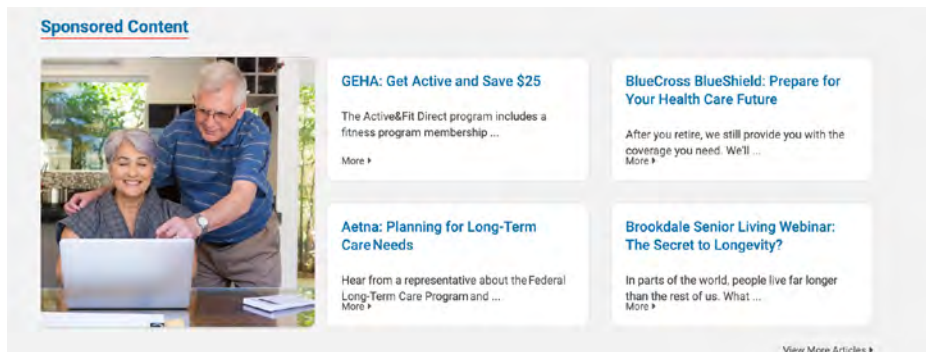 Sponsored Content
GEHA: Get Active and Save $25
The Active&Fit Direct program includes a
fitness program membership ...
More
BlueCross BlueShield: Prepare for
Your Health Care Future
After you retire, we still provide you with the
coverage you need. We'll ...
More
Aetna: Planning for Long-Term
Care Needs
Hear from a representative about the Federal
Long-Term Care Program and ...
More
Brookdale Senior Living Webinar:
The Secret to Longevity?
In parts of the world, people live far longer
than the rest of us. What ...
More
View More Articles